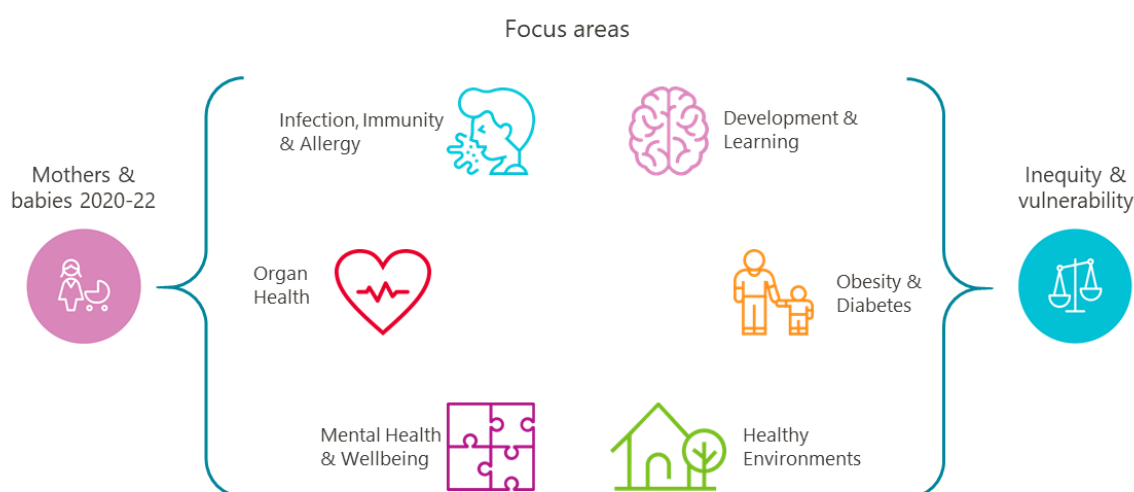 Focus areas
Mothers &
babies 2020-22
Infection, Immunity
& Allergy
Development &
Learning
Inequity &
vulnerability
Organ
Health
Obesity &
Diabetes
Mental Health
& Wellbeing
Healthy
Environments